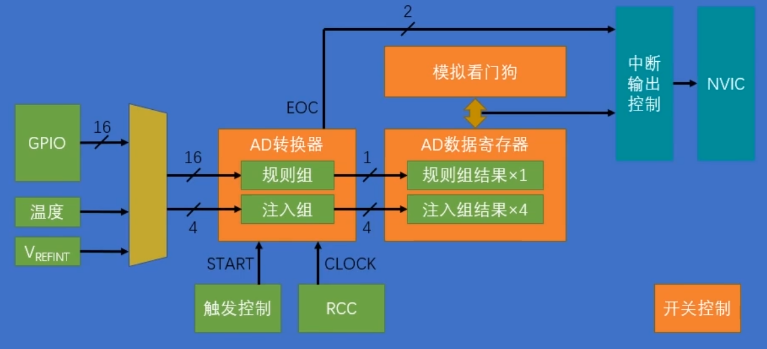 2
模拟看门狗
中断
输出
控制
NVIC
EOC
GPIO
16
AD转换器
AD数据寄存器
16
规则组
1
规则组结果×1
温度
4
注入组
4
注入组结果×4
VREFINT
START
CLOCK
触发控制
RCC
开关控制